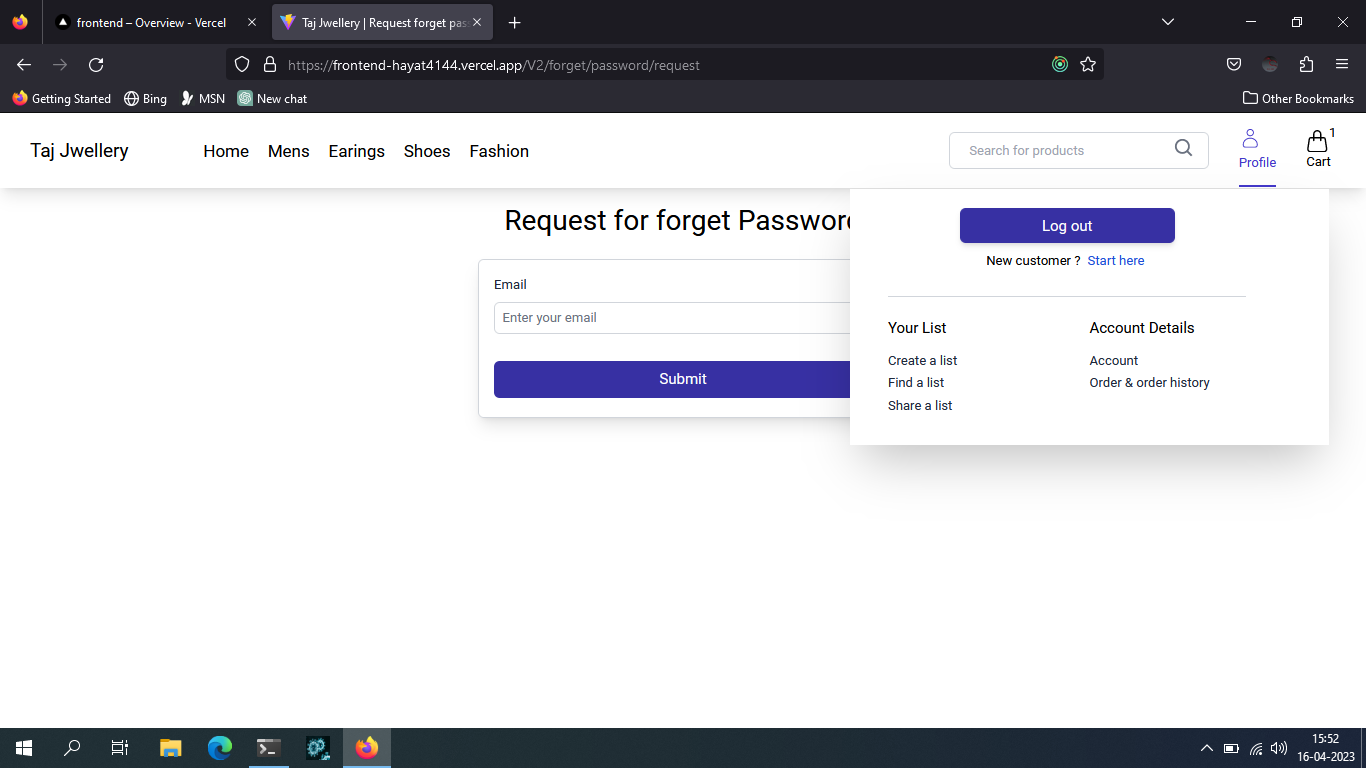 frontend – Overview - Vercel
Taj Jwellery | Request forget pas
https://frontend-hayat4144.vercel.app/V2/forget/password/request
Getting Started
Bing
MSN
New chat
Other Bookmarks
Taj Jwellery
Home
Mens
Earings
Shoes
Fashion
Search for products
Profile
1
Cart
Request for forget Password
Email
Enter your email
Submit
Log out
New customer ? Start here
Your List
Create a list
Find a list
Share a list
Account Details
Account
Order & order history
15:52
16-04-2023